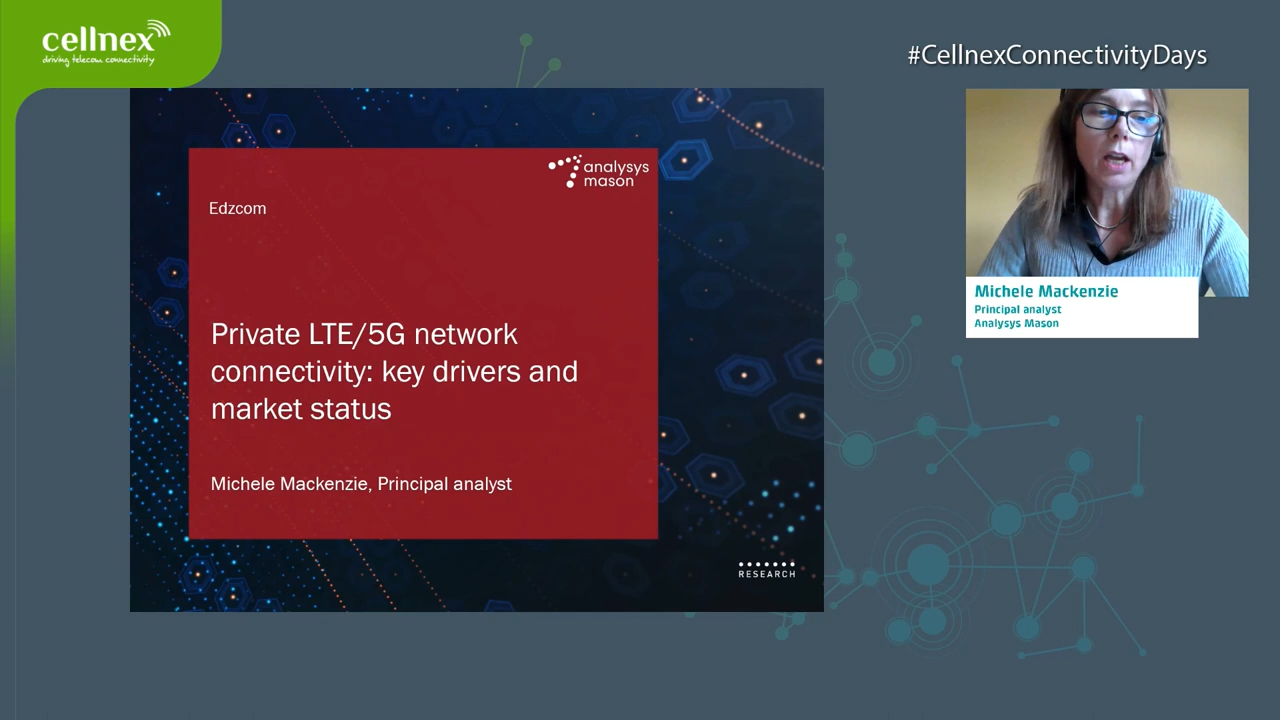 cellnex
driving telecom connectivity
#CellnexConnectivityDays
analysys
mason
Edzcom
Private LTE/5G network
connectivity: key drivers and
market status
Michele Mackenzie, Principal analyst
RESEARCH
Michele Mackenzie
Principal analyst
Analysys Mason